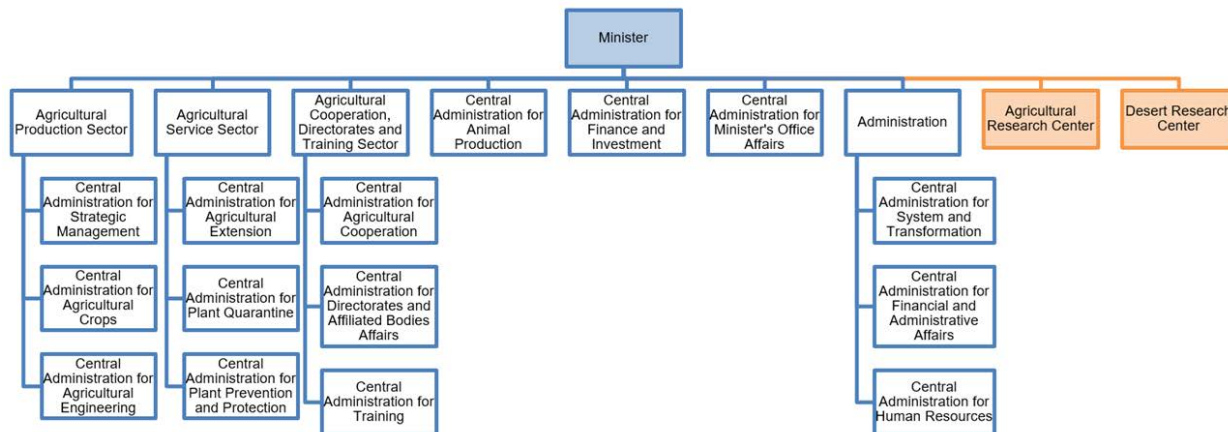 Minister
Agricultural
Production Sector
Agricultural
Service Sector
Agricultural
Cooperation,
Directorates and
Training Sector
Central
Administration for
Animal
Production
Central
Administration for
Finance and
Investment
Central
Administration for
Minister's Office
Affairs
Administration
Agricultural
Research Center
Desert Research
Center
Central
Administration for
Strategic
Management
Central
Administration for
Agricultural
Crops
Central
Administration for
Agricultural
Engineering
Central
Administration for
Agricultural
Extension
Central
Administration for
Plant Quarantine
Central
Administration for
Plant Prevention
and Protection
Central
Administration for
Agricultural
Cooperation
Central
Administration for
Directorates and
Affiliated Bodies
Affairs
Central
Administration for
Training
Central
Administration for
System and
Transformation
Central
Administration for
Financial and
Administrative
Affairs
Central
Administration for
Human Resources